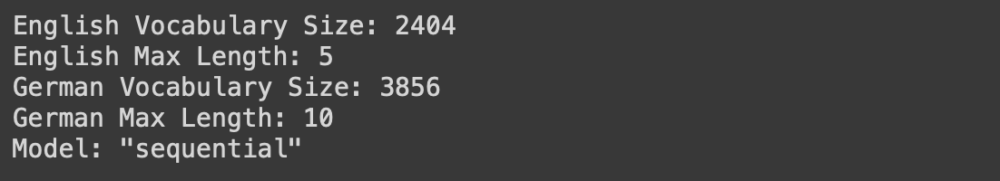 English Vocabulary Size: 2404
English Max Length: 5
German Vocabulary Size: 3856
German Max Length: 10
Model: "sequential"